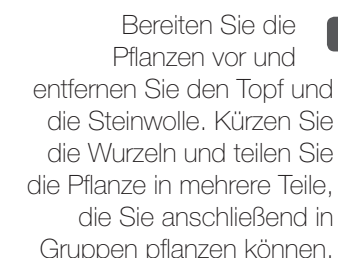 Bereiten Sie die
Pflanzen vor und
entfernen Sie den Topf und
die Steinwolle. Kürzen Sie
die Wurzeln und teilen Sie
die Pflanze in mehrere Teile,
die Sie anschließend in
Gruppen pflanzen können.